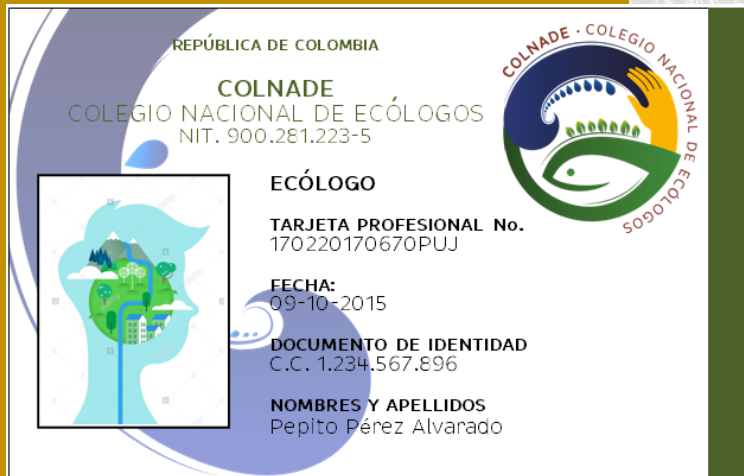 REPÚBLICA DE COLOMBIA
COLNADE
COLEGIO NACIONAL DE ECÓLOGOS
NIT. 900.281.223-5
COLNADE · COLEGIO NACIONAL DE ECÓLOGOS
ECÓLOGO
TARJETA PROFESIONAL No.
170220170670PUJ
FECHA:
09-10-2015
DOCUMENTO DE IDENTIDAD
C.C. 1.234.567.896
NOMBRES Y APELLIDOS
Pepito Pérez Alvarado